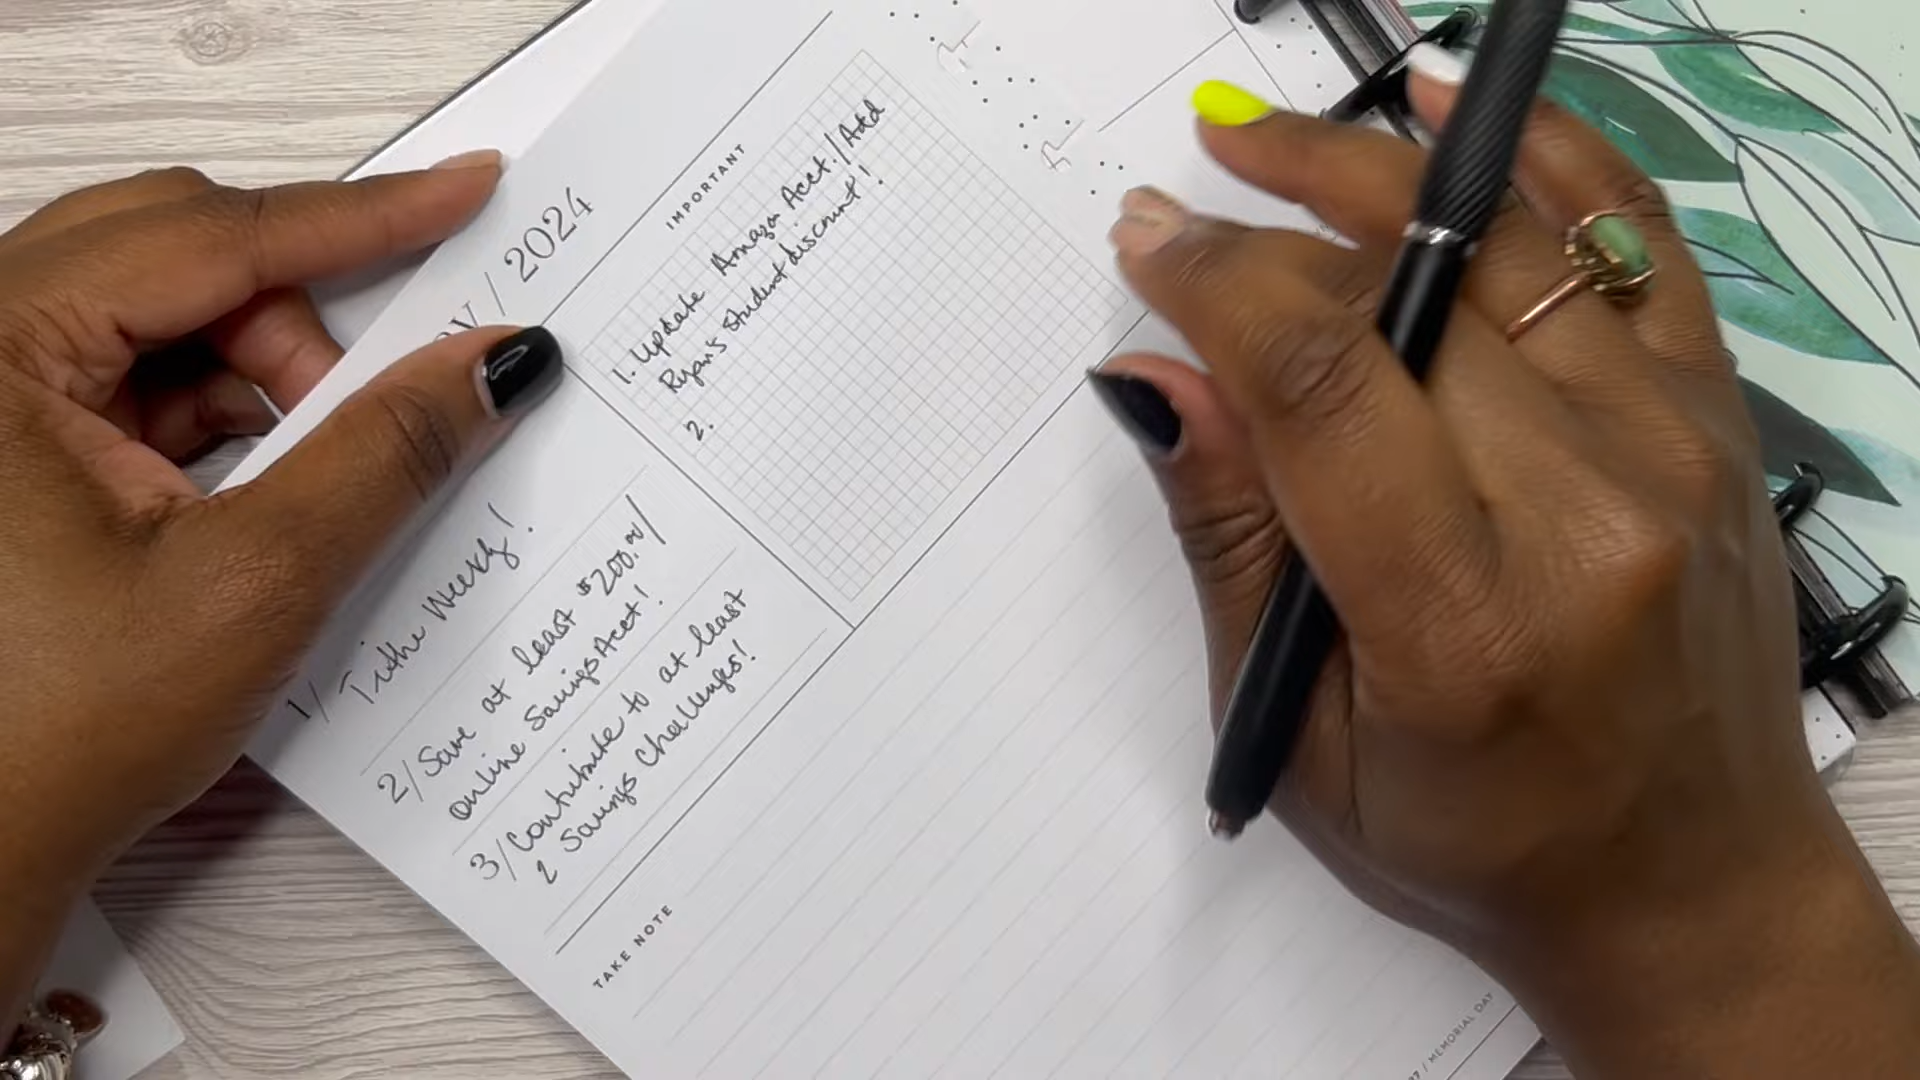 / 2024
1/ Tithe Weekly!
2/ Save at least $200.00/
online Savings Acct!
3/ Contribute to at least
2 Savings Challenges!
IMPORTANT
1. Update Amazon Acct./Add
Ryan's student discount!
2.
TAKE NOTE
/ MEMORIAL DAY